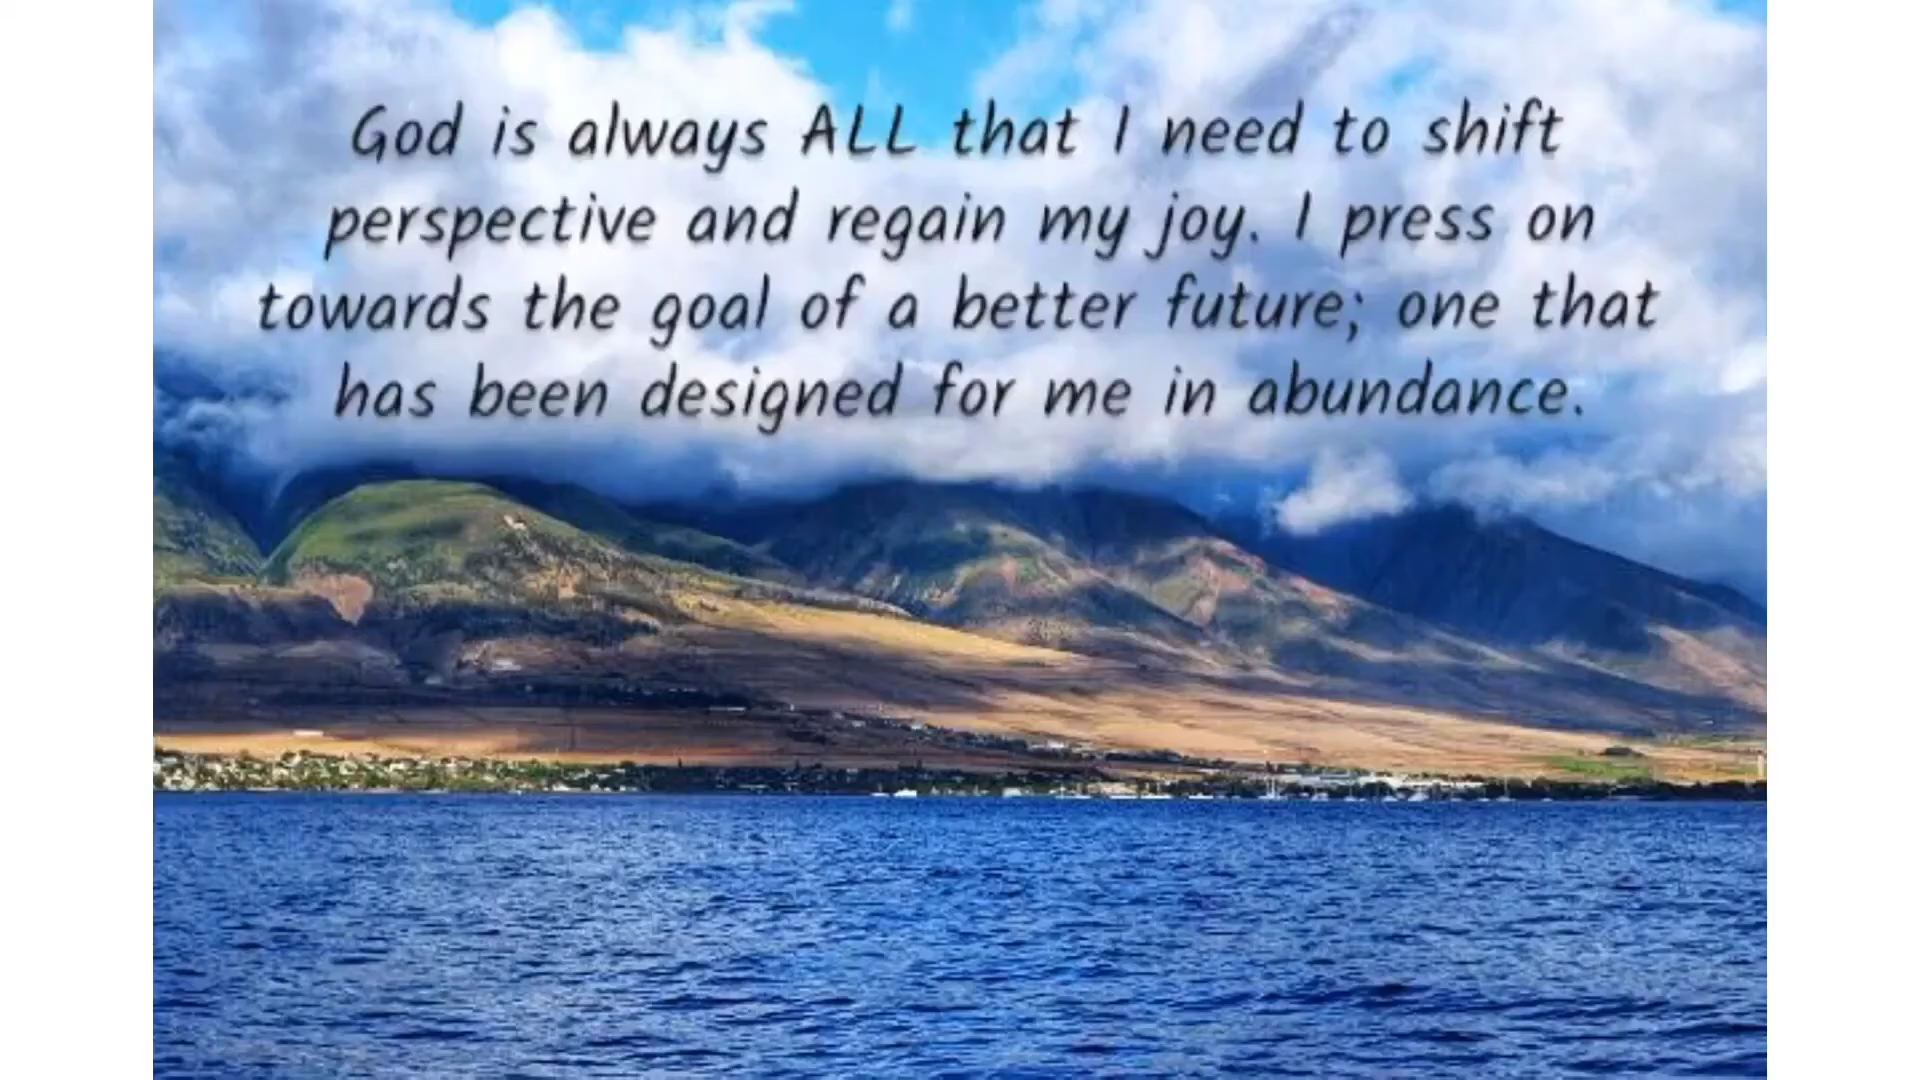 God is always ALL that I need to shift
perspective and regain my joy. I press on
towards the goal of a better future; one that
has been designed for me in abundance.